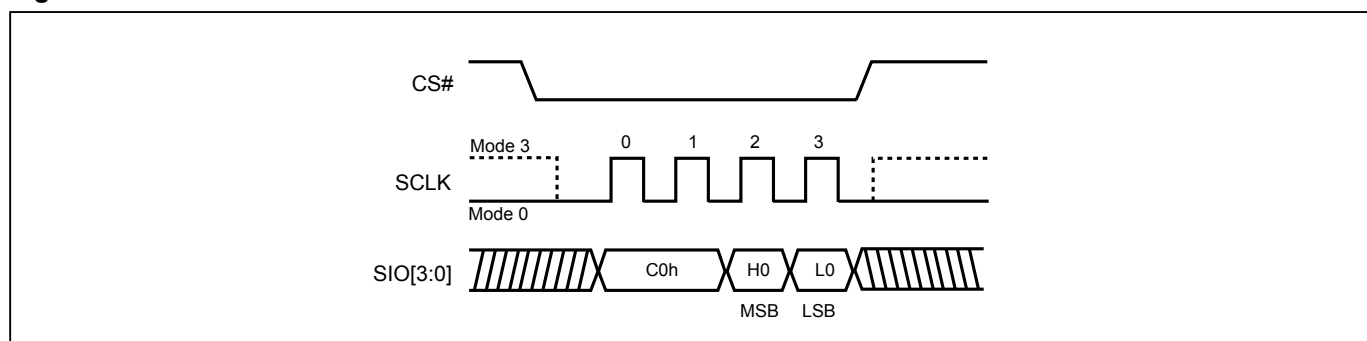 CS#
Mode 3
0 1 2 3
SCLK
Mode 0
SIO[3:0]
C0h H0 L0
MSB LSB